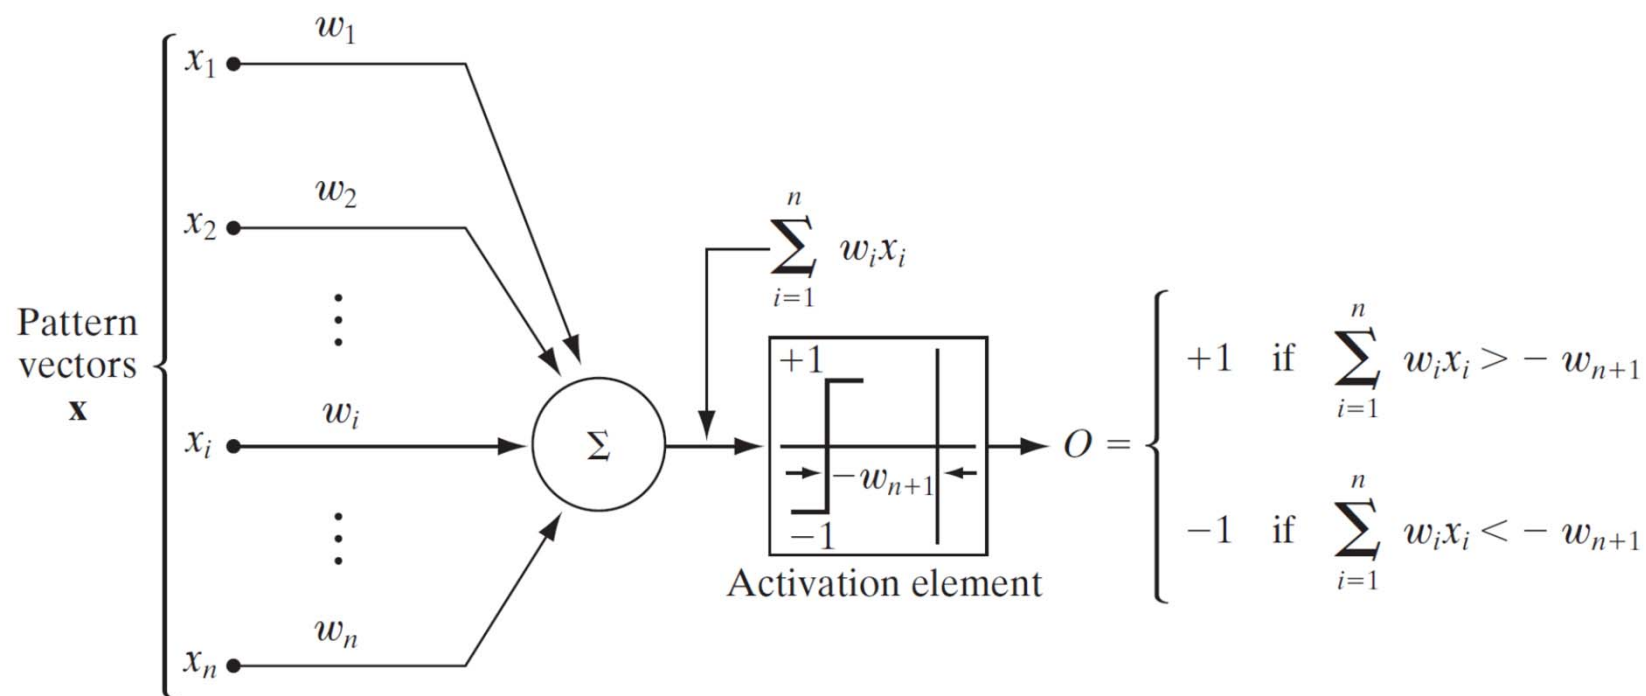 w₁
x₁
w₂
x₂
n
∑ wᵢxᵢ
i=1
Pattern
vectors
x
wᵢ
xᵢ
Σ
wₙ
xₙ
+1
−wₙ₊₁
−1
Activation element
O =
n
+1 if ∑ wᵢxᵢ > − wₙ₊₁
i=1
n
−1 if ∑ wᵢxᵢ < − wₙ₊₁
i=1